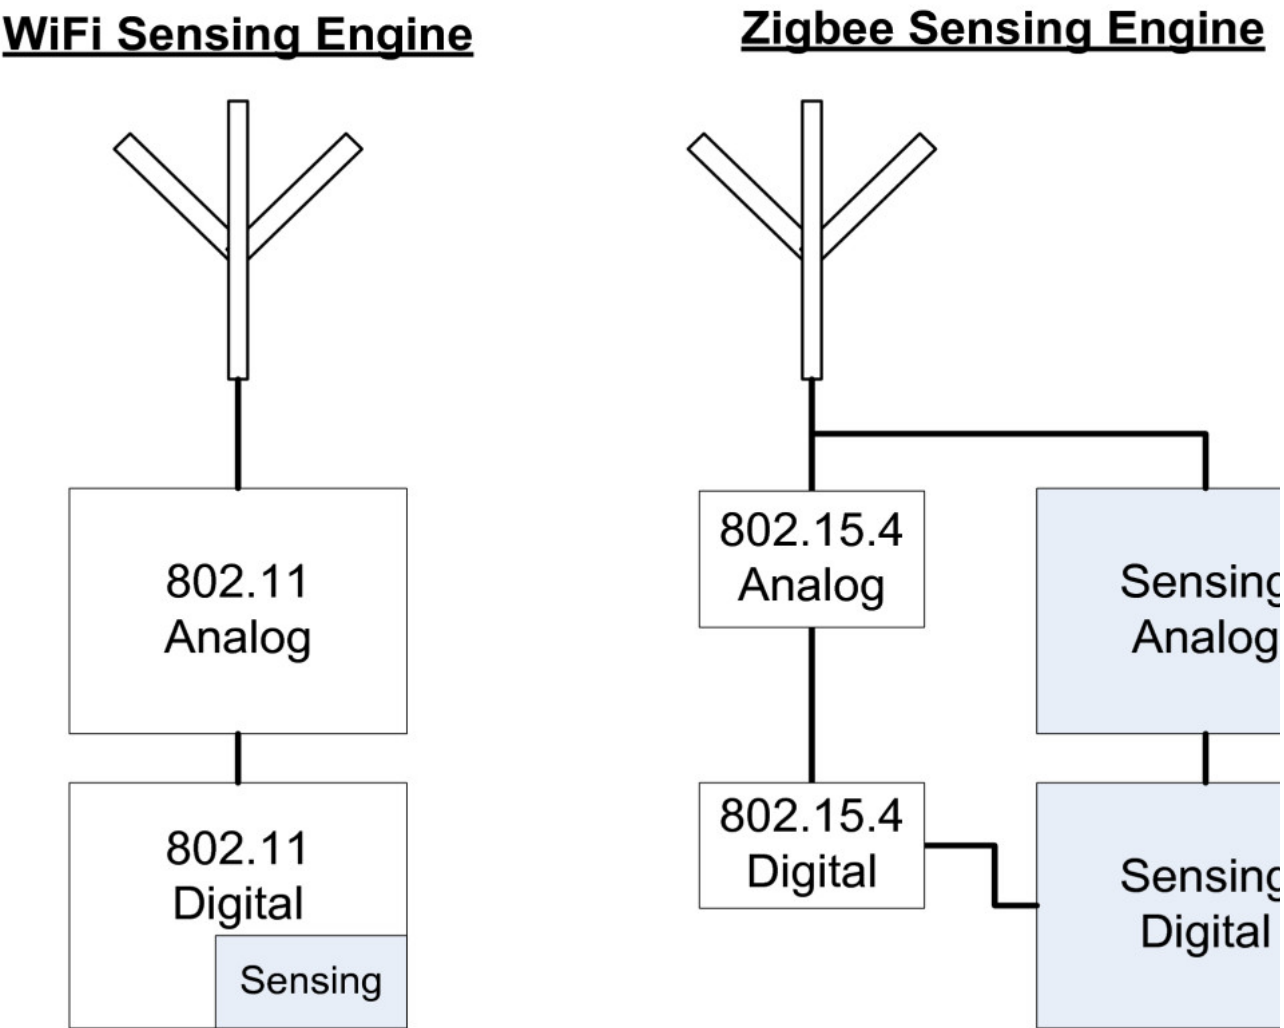 WiFi Sensing Engine
Zigbee Sensing Engine
802.11
Analog
802.11
Digital
Sensing
802.15.4
Analog
802.15.4
Digital
Sensing
Analog
Sensing
Digital